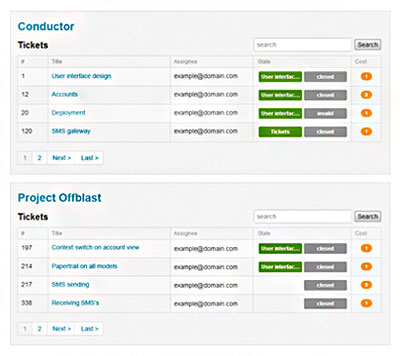 Conductor
Tickets search Search
# Title Assignee State Cost
1 User interface design example@domain.com User interfac... closed 1
12 Accounts example@domain.com User interfac... closed 3
20 Deployment example@domain.com User interfac... invalid 1
120 SMS gateway example@domain.com Tickets closed 1
1 2 Next > Last >
Project Offblast
Tickets search Search
# Title Assignee State Cost
197 Context switch on account view example@domain.com User interfac... closed 1
214 Papertrail on all models example@domain.com User interfac... closed 2
217 SMS sending example@domain.com closed 3
338 Receiving SMS's example@domain.com closed 1
1 2 Next > Last >